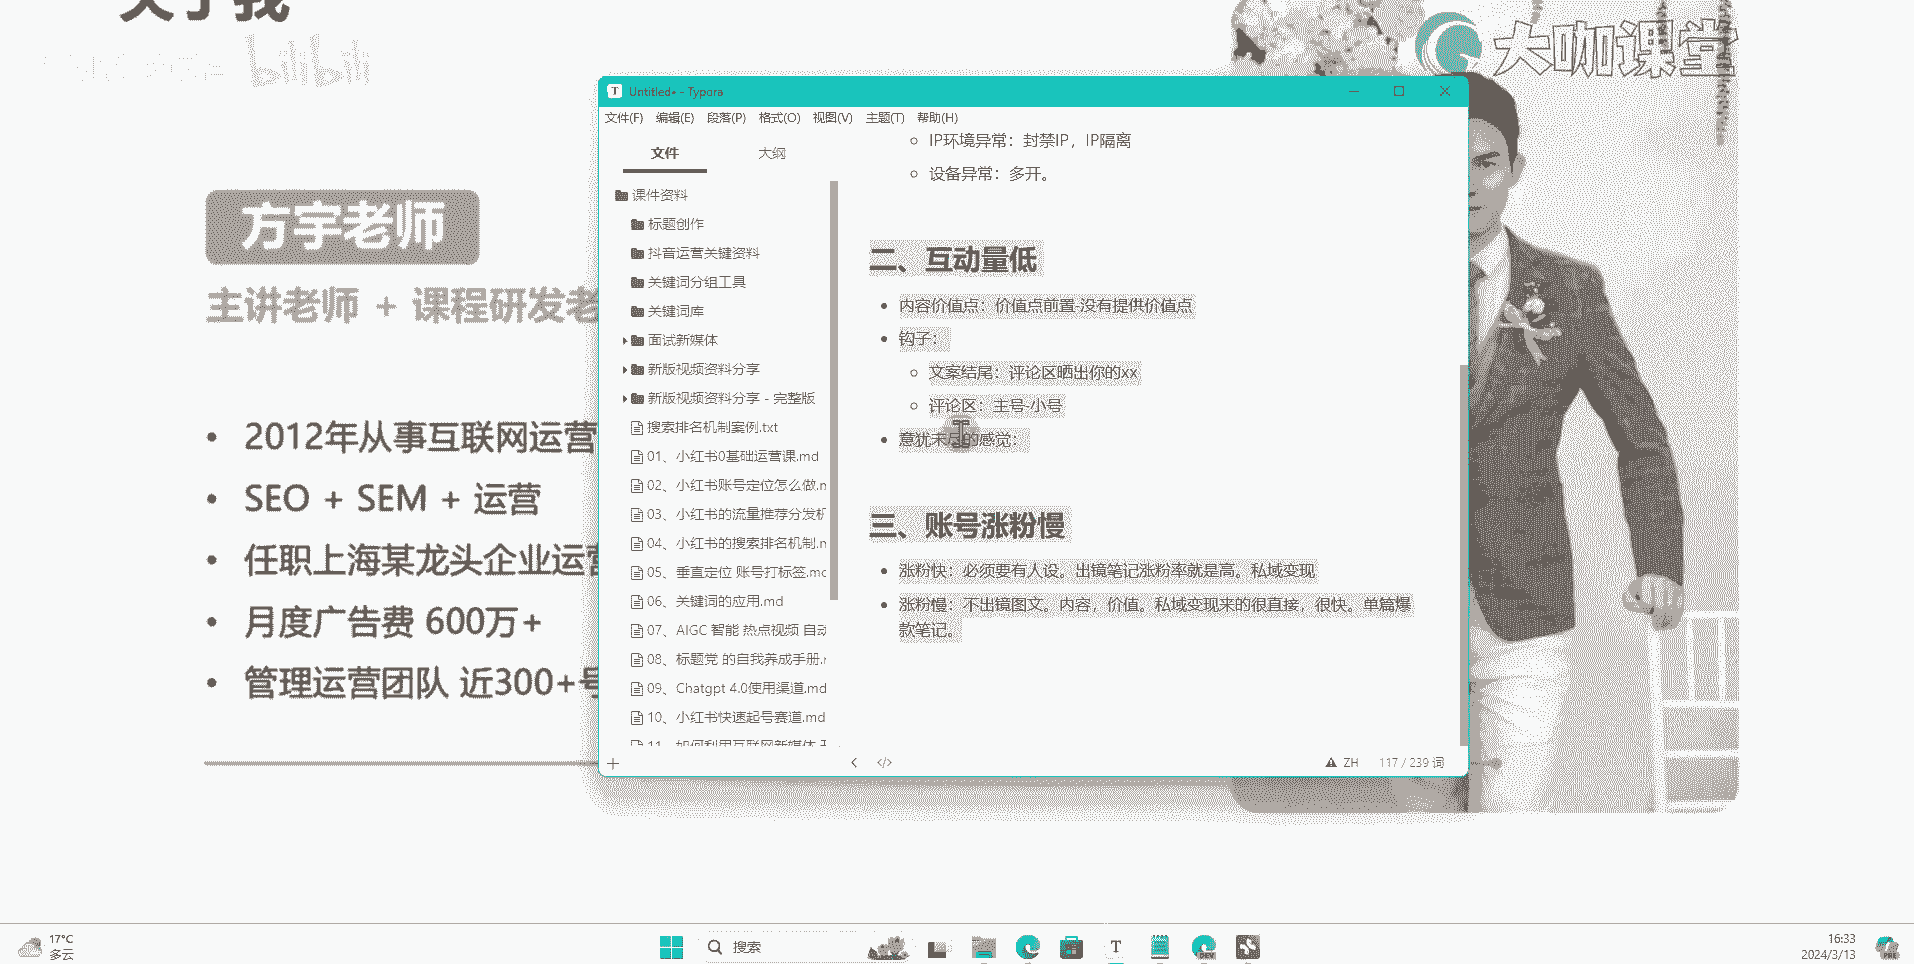 关于我
bilibili
大咖课堂
方宇老师
主讲老师 + 课程研发老
2012年从事互联网运营
SEO + SEM + 运营
任职上海某龙头企业运营
月度广告费 600万+
管理运营团队 近300+号
Untitled• - Typora
文件(F) 编辑(E) 段落(P) 格式(O) 视图(V) 主题(T) 帮助(H)
文件 大纲
课件资料
标题创作
抖音运营关键资料
关键词分组工具
关键词库
面试新媒体
新版视频资料分享
新版视频资料分享 - 完整版
搜索排名机制案例.txt
01、小红书0基础运营课.md
02、小红书账号定位怎么做.m
03、小红书的流量推荐分发机
04、小红书的搜索排名机制.m
05、垂直定位 账号打标签.md
06、关键词的应用.md
07、AIGC 智能 热点视频 自动
08、标题党 的自我养成手册.m
09、Chatgpt 4.0使用渠道.md
10、小红书快速起号赛道.md
11、如何利用互联网新媒体
IP环境异常：封禁IP，IP隔离
设备异常：多开。
二、互动量低
内容价值点：价值点前置-没有提供价值点
钩子：
文案结尾：评论区晒出你的xx
评论区：主号-小号
意犹未尽的感觉：
三、账号涨粉慢
涨粉快：必须要有人设。出镜笔记涨粉率就是高。私域变现
涨粉慢：不出镜图文。内容，价值。私域变现来的很直接，很快。单篇爆
款笔记。
ZH 117 / 239 词
17°C
多云
搜索
16:33
2024/3/13